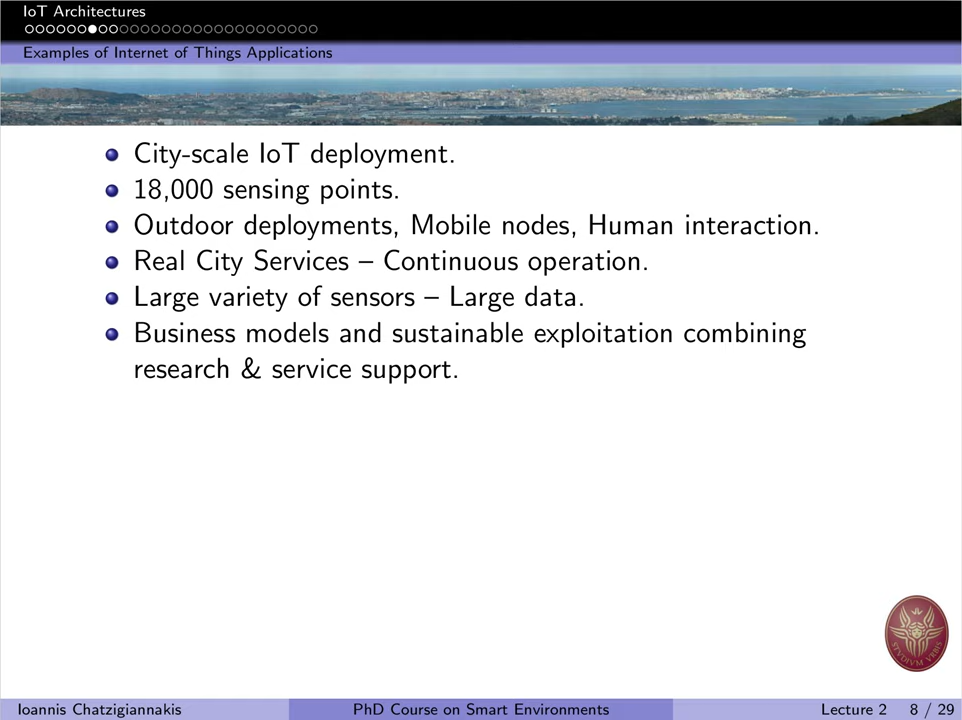 IoT Architectures
Examples of Internet of Things Applications
City-scale IoT deployment.
18,000 sensing points.
Outdoor deployments, Mobile nodes, Human interaction.
Real City Services – Continuous operation.
Large variety of sensors – Large data.
Business models and sustainable exploitation combining
research & service support.
STVDIVM VRBIS
Ioannis Chatzigiannakis PhD Course on Smart Environments Lecture 2 8 / 29